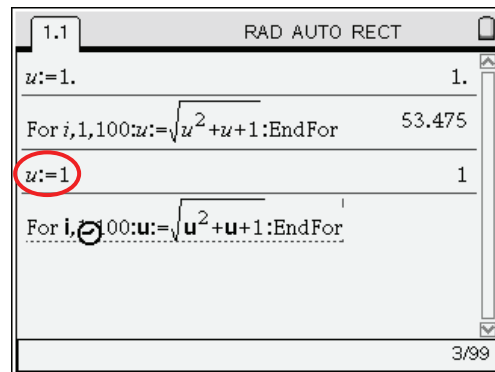 1.1 RAD AUTO RECT
u:=1. 1.
For i,1,100:u:=√u²+u+1:EndFor 53.475
u:=1 1
For i, 100:u:=√u²+u+1:EndFor
3/99